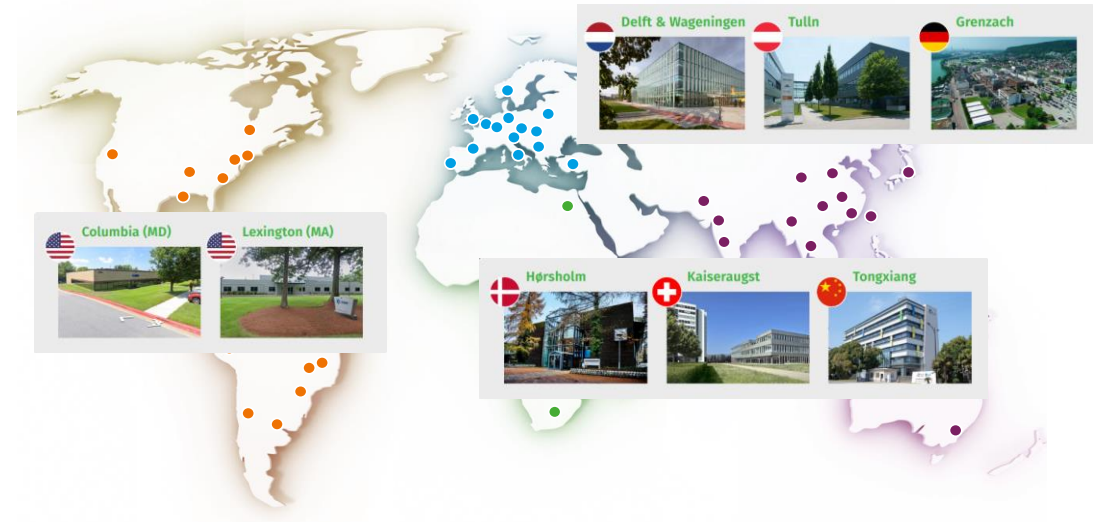 Delft & Wageningen
Tulln
Grenzach
Columbia (MD)
Lexington (MA)
Hørsholm
Kaiseraugst
Tongxiang